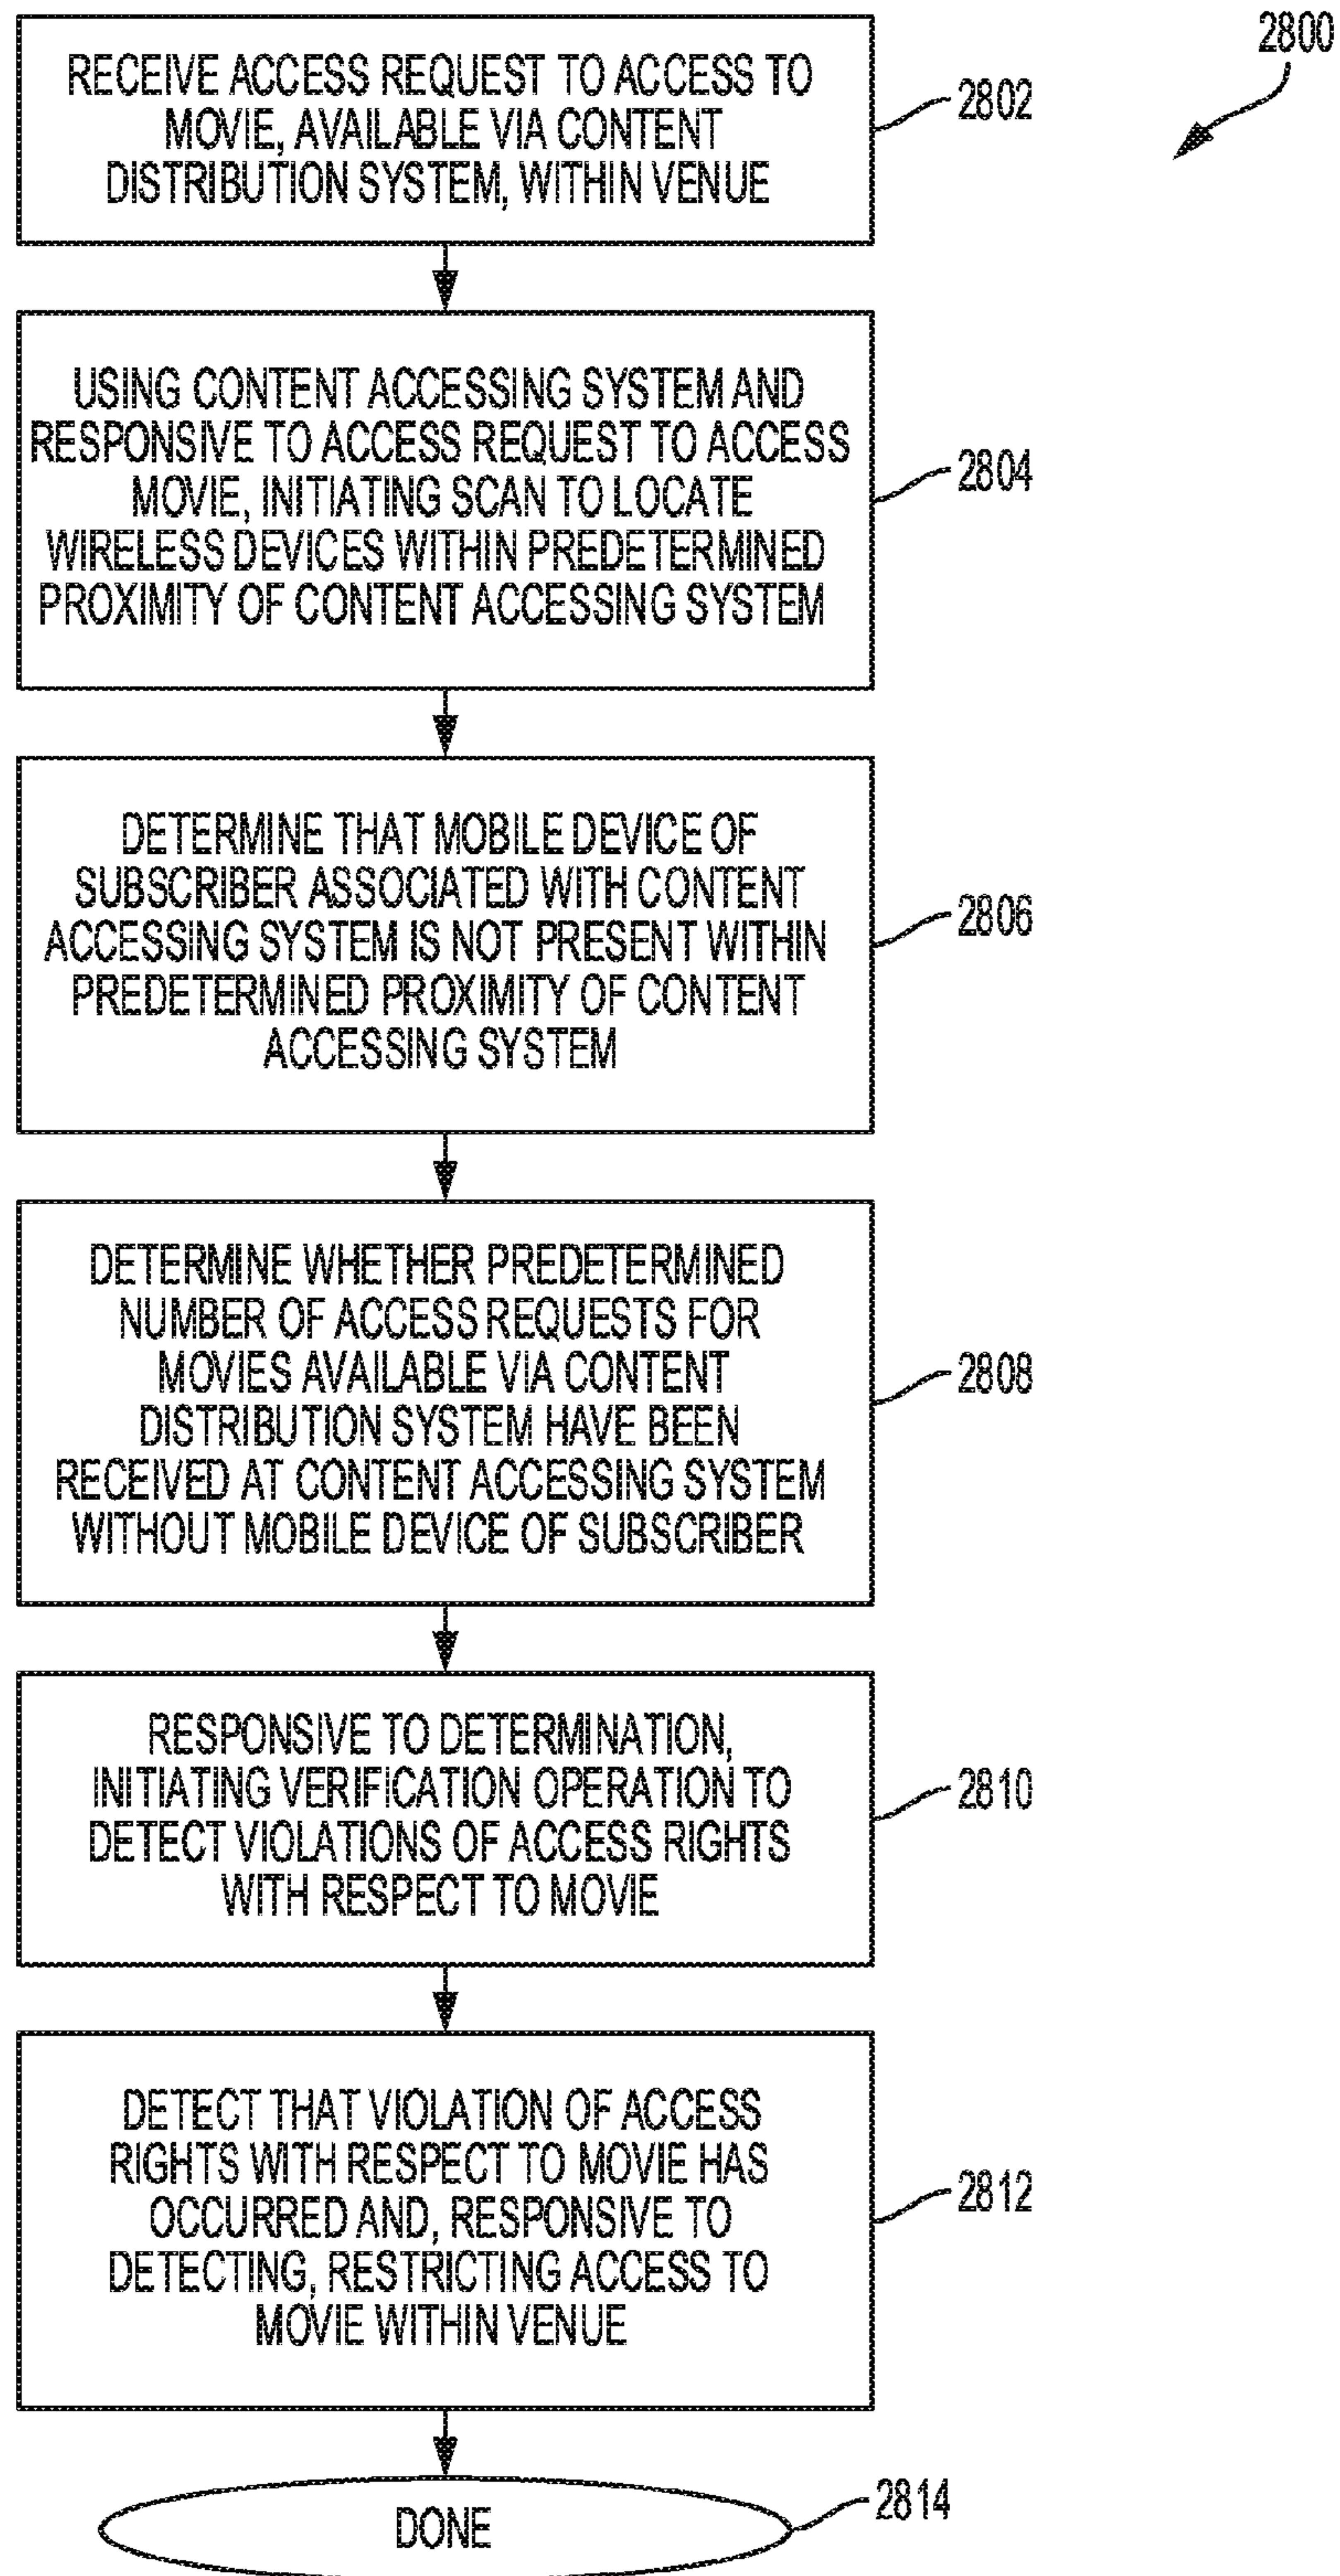 2800
RECEIVE ACCESS REQUEST TO ACCESS TO
MOVIE, AVAILABLE VIA CONTENT
DISTRIBUTION SYSTEM, WITHIN VENUE
2802
USING CONTENT ACCESSING SYSTEM AND
RESPONSIVE TO ACCESS REQUEST TO ACCESS
MOVIE, INITIATING SCAN TO LOCATE
WIRELESS DEVICES WITHIN PREDETERMINED
PROXIMITY OF CONTENT ACCESSING SYSTEM
2804
DETERMINE THAT MOBILE DEVICE OF
SUBSCRIBER ASSOCIATED WITH CONTENT
ACCESSING SYSTEM IS NOT PRESENT WITHIN
PREDETERMINED PROXIMITY OF CONTENT
ACCESSING SYSTEM
2806
DETERMINE WHETHER PREDETERMINED
NUMBER OF ACCESS REQUESTS FOR
MOVIES AVAILABLE VIA CONTENT
DISTRIBUTION SYSTEM HAVE BEEN
RECEIVED AT CONTENT ACCESSING SYSTEM
WITHOUT MOBILE DEVICE OF SUBSCRIBER
2808
RESPONSIVE TO DETERMINATION,
INITIATING VERIFICATION OPERATION TO
DETECT VIOLATIONS OF ACCESS RIGHTS
WITH RESPECT TO MOVIE
2810
DETECT THAT VIOLATION OF ACCESS
RIGHTS WITH RESPECT TO MOVIE HAS
OCCURRED AND, RESPONSIVE TO
DETECTING, RESTRICTING ACCESS TO
MOVIE WITHIN VENUE
2812
DONE
2814